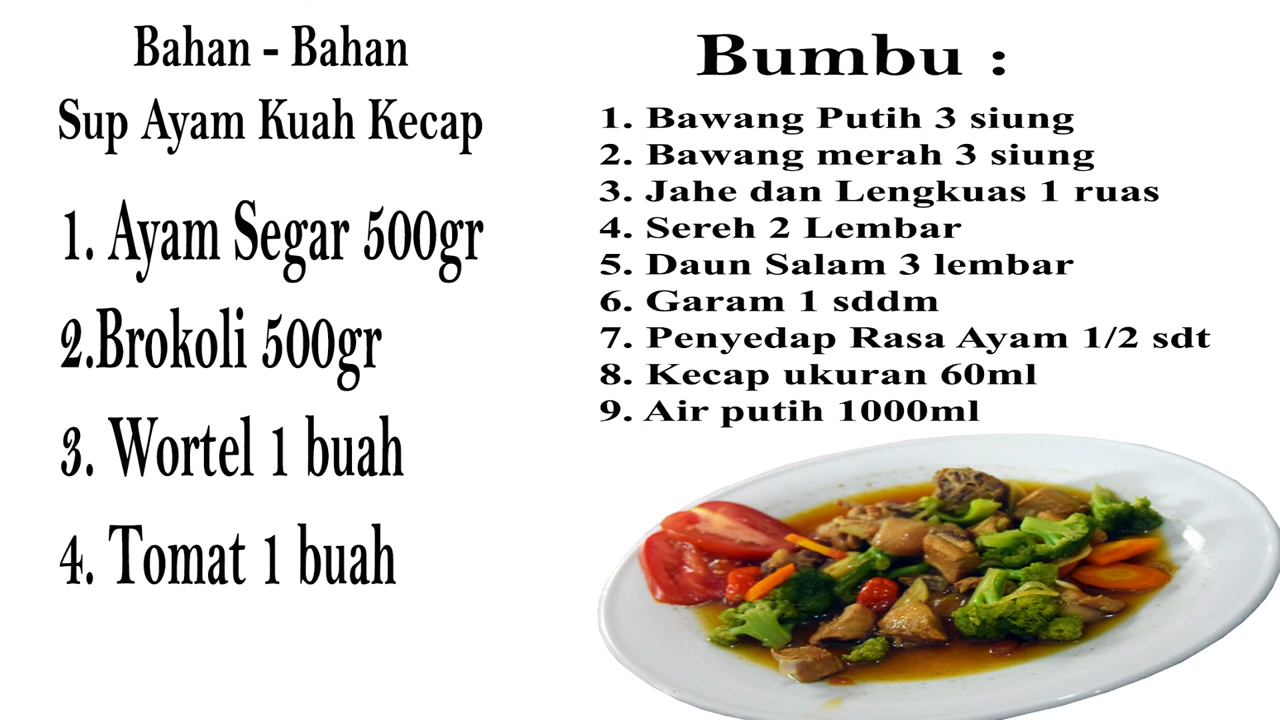 Bahan - Bahan
Sup Ayam Kuah Kecap
1. Ayam Segar 500gr
2.Brokoli 500gr
3. Wortel 1 buah
4. Tomat 1 buah
Bumbu :
1. Bawang Putih 3 siung
2. Bawang merah 3 siung
3. Jahe dan Lengkuas 1 ruas
4. Sereh 2 Lembar
5. Daun Salam 3 lembar
6. Garam 1 sddm
7. Penyedap Rasa Ayam 1/2 sdt
8. Kecap ukuran 60ml
9. Air putih 1000ml